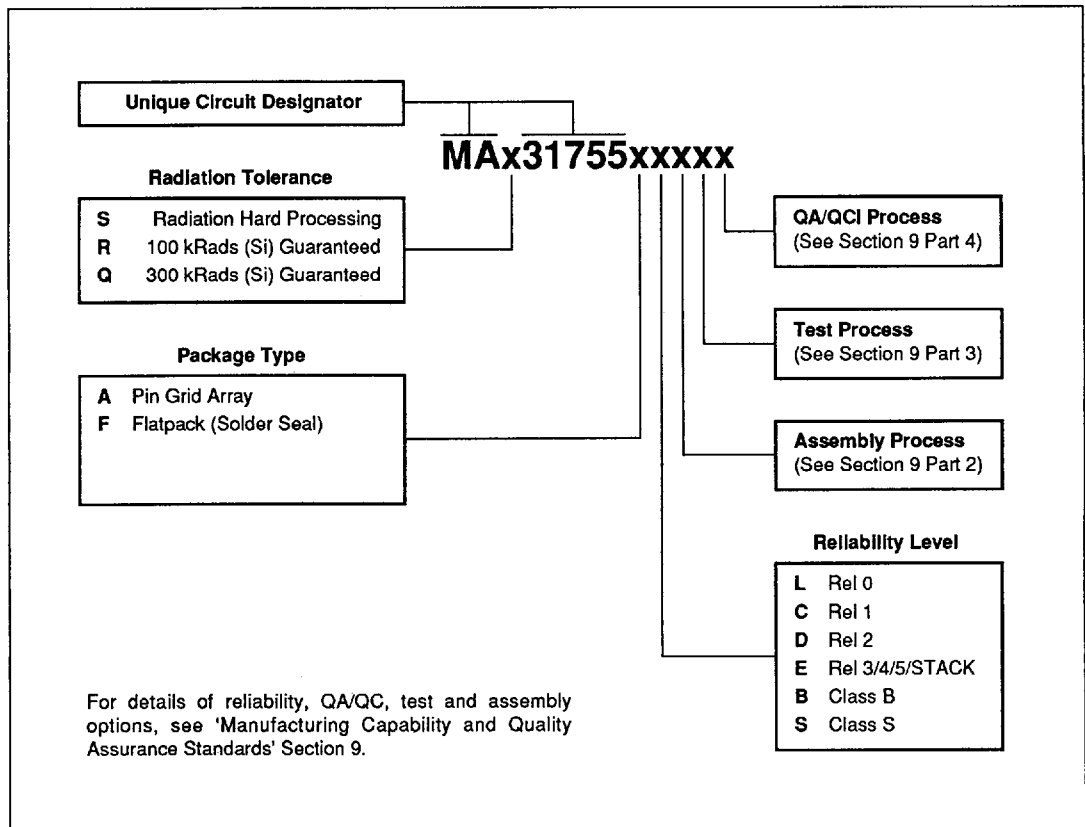 Unique Circuit Designator
MAx31755xxxxx
Radiation Tolerance
S Radiation Hard Processing
R 100 kRads (Si) Guaranteed
Q 300 kRads (Si) Guaranteed
Package Type
A Pin Grid Array
F Flatpack (Solder Seal)
QA/QCI Process
(See Section 9 Part 4)
Test Process
(See Section 9 Part 3)
Assembly Process
(See Section 9 Part 2)
Reliability Level
L Rel 0
C Rel 1
D Rel 2
E Rel 3/4/5/STACK
B Class B
S Class S
For details of reliability, QA/QC, test and assembly
options, see 'Manufacturing Capability and Quality
Assurance Standards' Section 9.